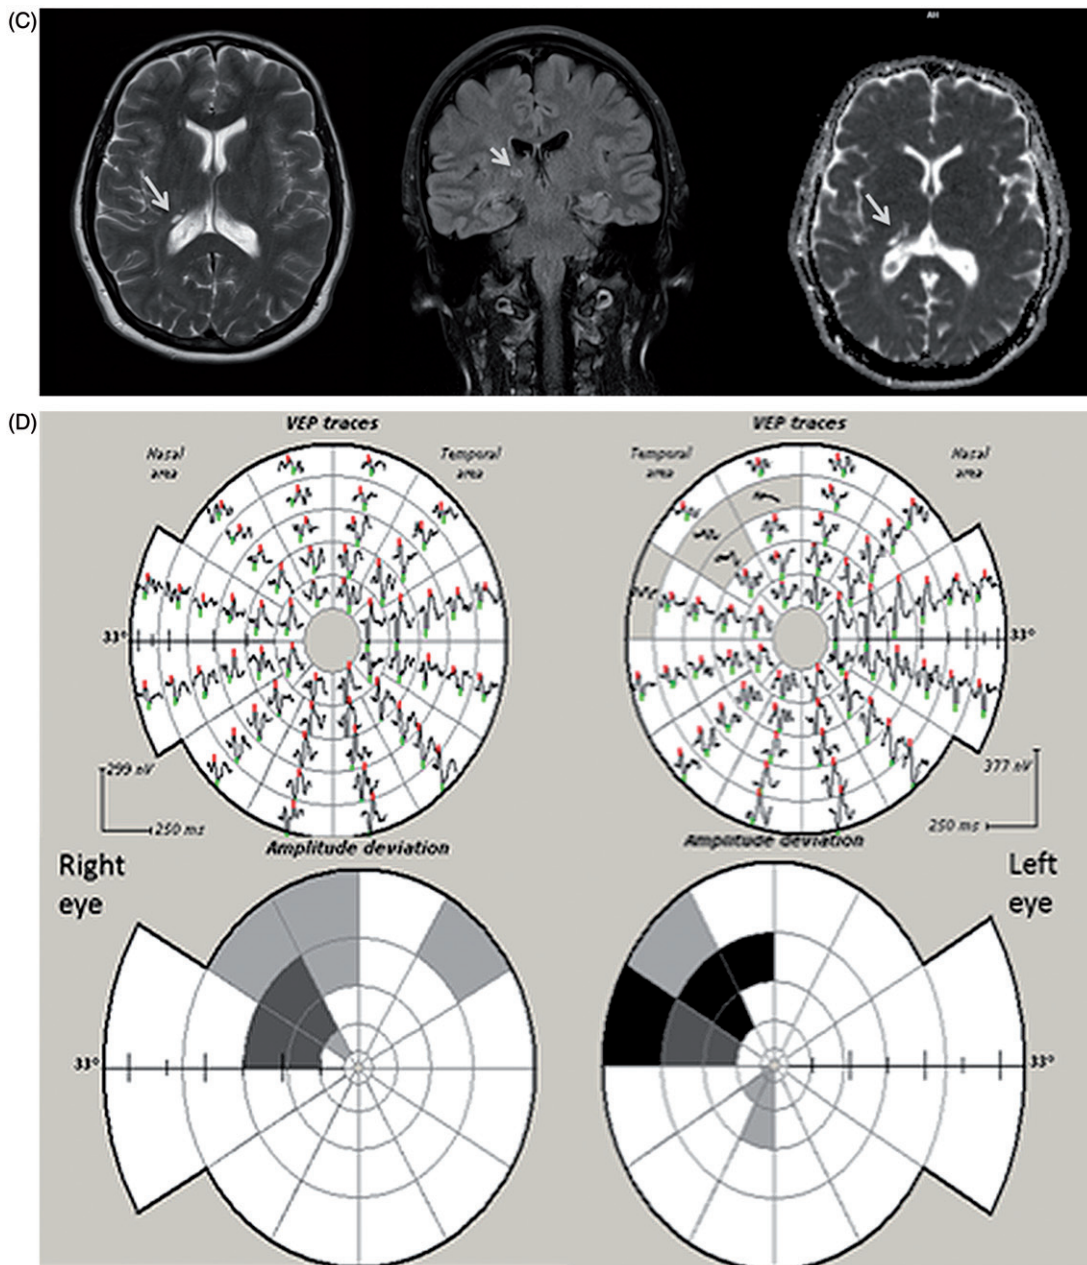 (C)
AH
(D)
VEP traces
VEP traces
Nasal
area
Temporal
area
Temporal
area
Nasal
area
33°
33°
299 nV
250 ms
377 nV
250 ms
Amplitude deviation
Amplitude deviation
Right
eye
Left
eye
33°
33°